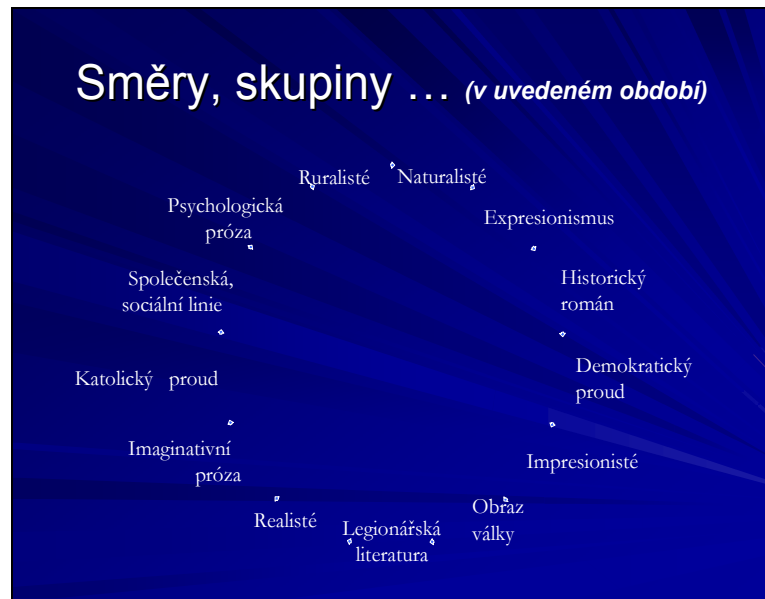 Směry, skupiny … (v uvedeném období)
Ruralisté
Naturalisté
Psychologická
próza
Expresionismus
Společenská,
sociální linie
Historický
román
Katolický proud
Demokratický
proud
Imaginativní
próza
Impresionisté
Realisté
Legionářská
literatura
Obraz
války